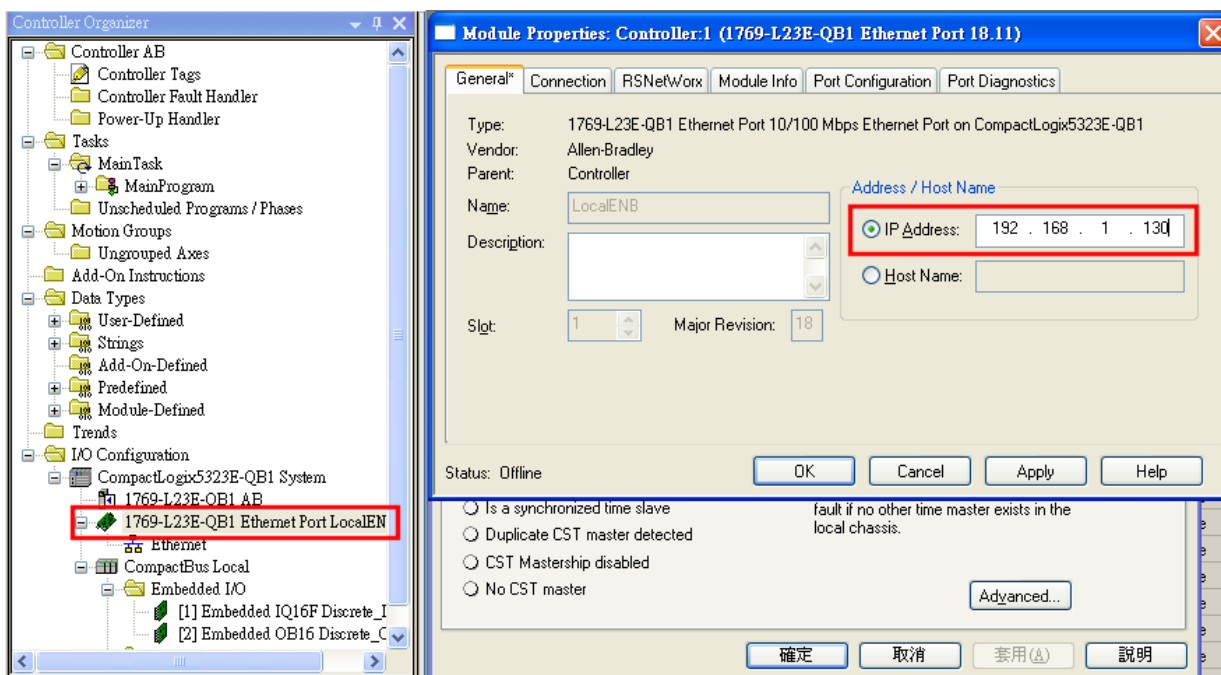 Controller Organizer
Controller AB
Controller Tags
Controller Fault Handler
Power-Up Handler
Tasks
MainTask
MainProgram
Unscheduled Programs / Phases
Motion Groups
Ungrouped Axes
Add-On Instructions
Data Types
User-Defined
Strings
Add-On-Defined
Predefined
Module-Defined
Trends
I/O Configuration
CompactLogix5323E-QB1 System
1769-L23E-QB1 AB
1769-L23E-QB1 Ethernet Port LocalEN
Ethernet
CompactBus Local
Embedded I/O
[1] Embedded IQ16F Discrete_I
[2] Embedded OB16 Discrete_C
Module Properties: Controller:1 (1769-L23E-QB1 Ethernet Port 18.11)
General* Connection RSNetWorx Module Info Port Configuration Port Diagnostics
Type: 1769-L23E-QB1 Ethernet Port 10/100 Mbps Ethernet Port on CompactLogix5323E-QB1
Vendor: Allen-Bradley
Parent: Controller
Name: LocalENB
Description:
Slot: 1 Major Revision: 18
Address / Host Name
IP Address: 192 . 168 . 1 . 130
Host Name:
Status: Offline OK Cancel Apply Help
Is a synchronized time slave
Duplicate CST master detected
CST Mastership disabled
No CST master
fault if no other time master exists in the
local chassis.
Advanced...
確定 取消 套用(A) 說明